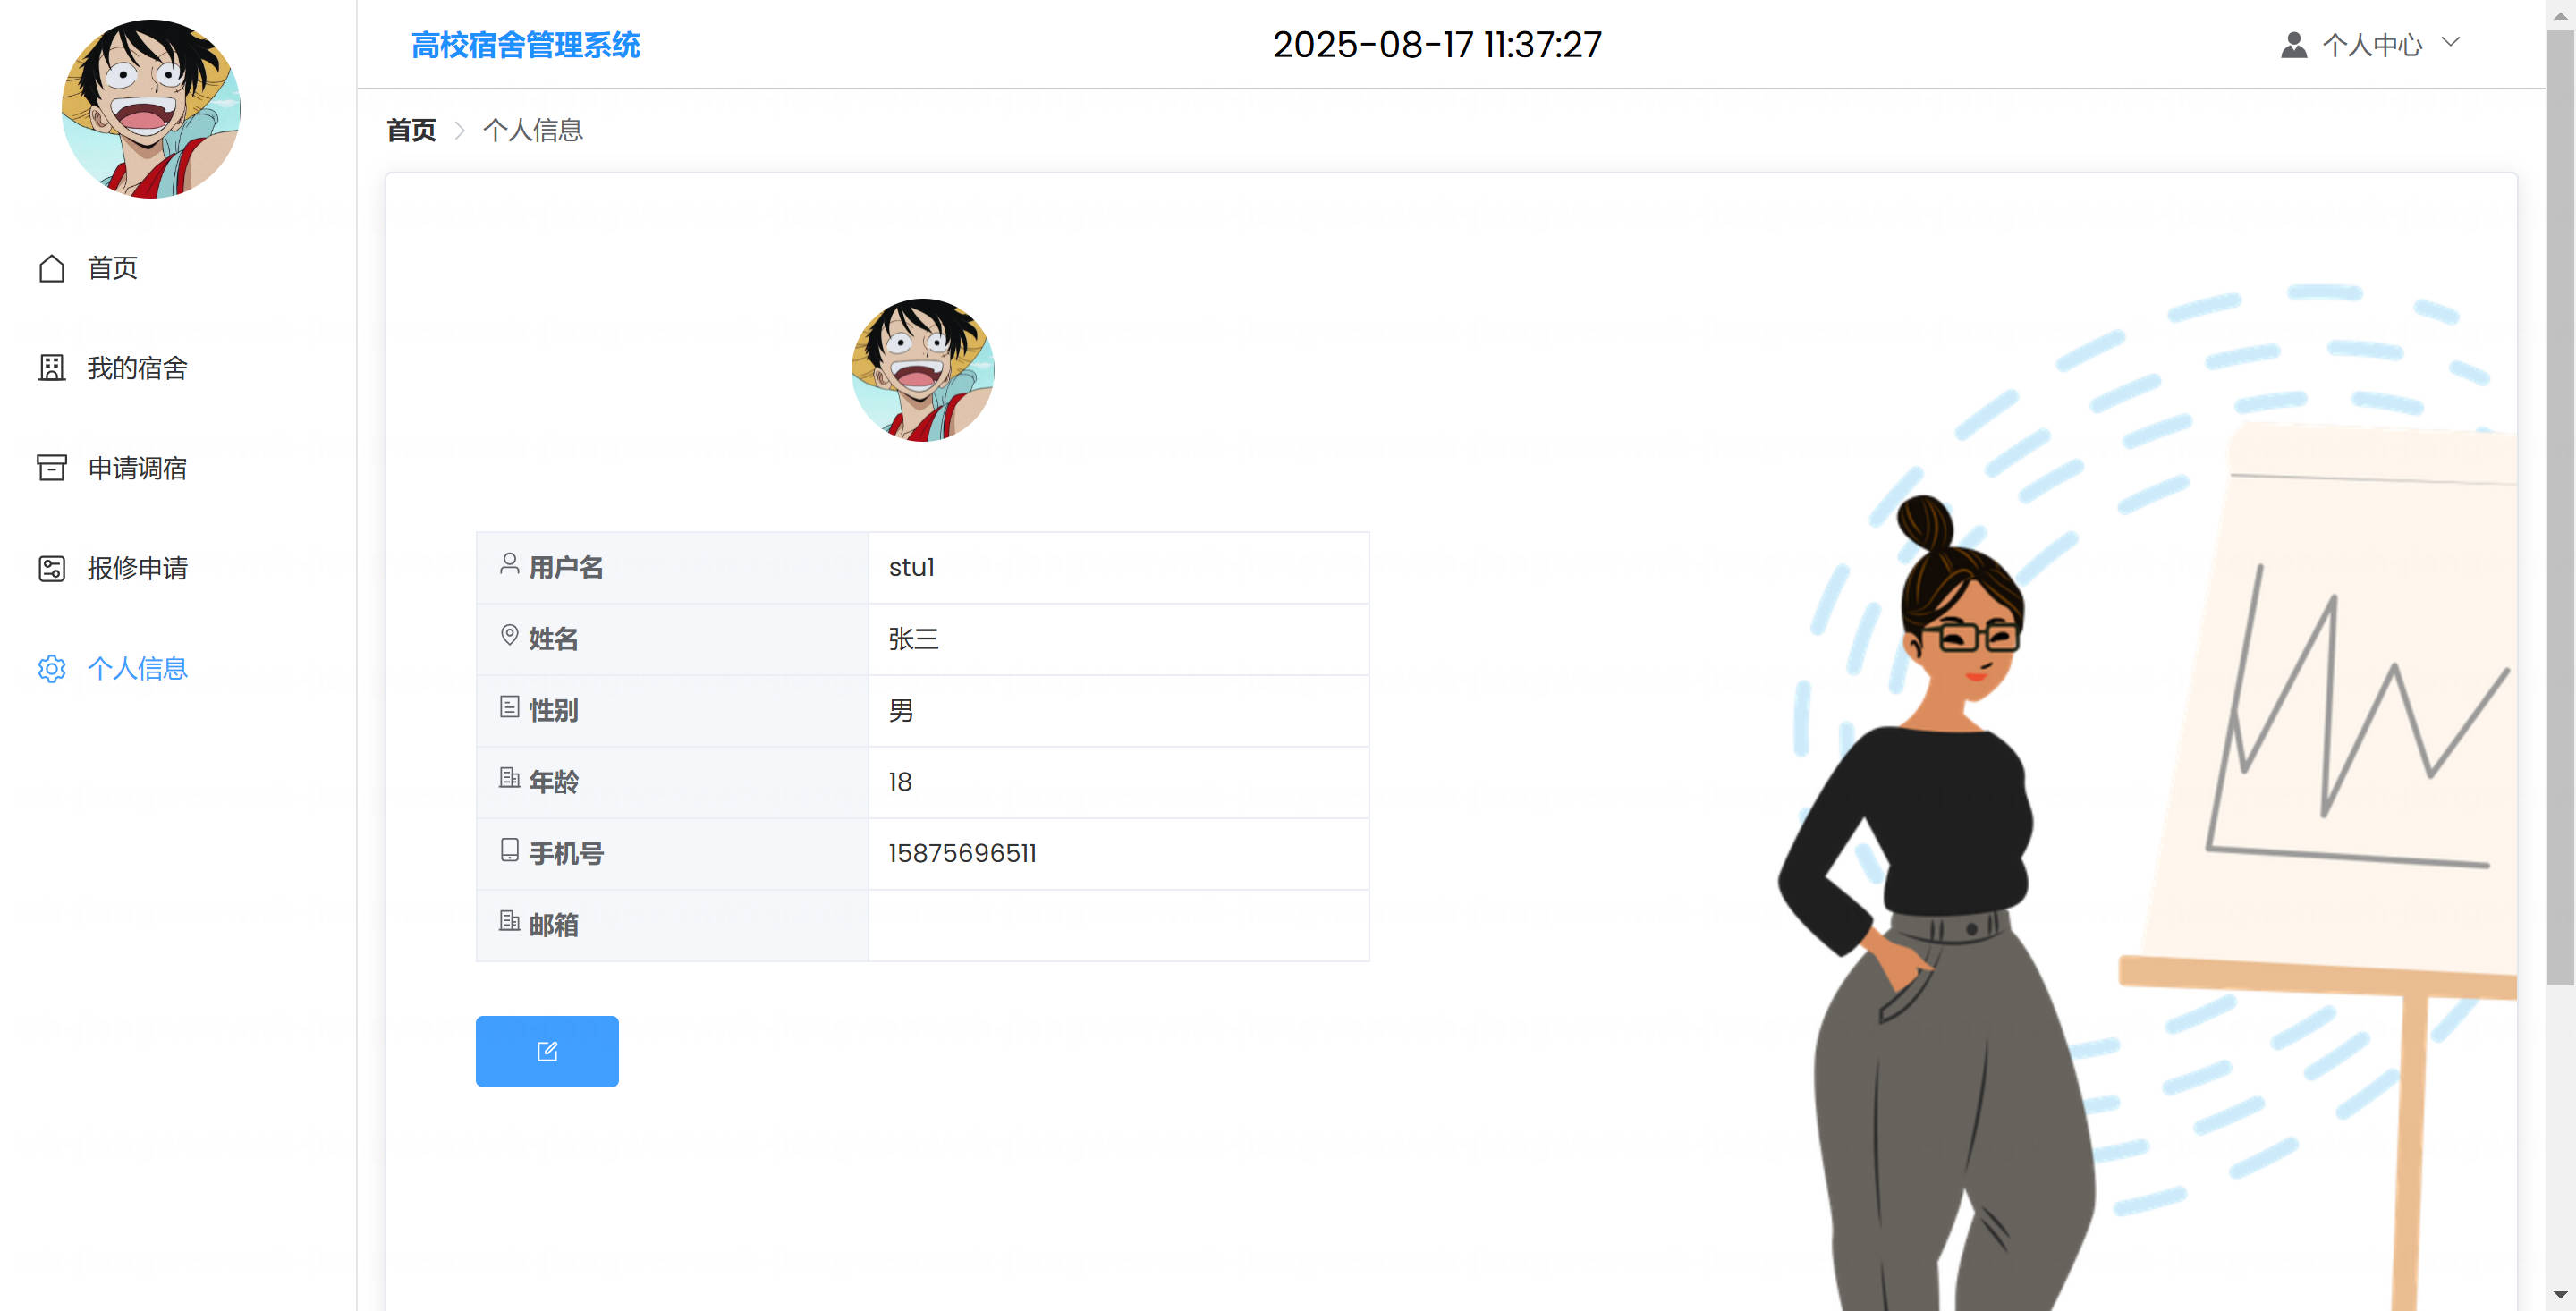 高校宿舍管理系统
2025-08-17 11:37:27
个人中心
首页
我的宿舍
申请调宿
报修申请
个人信息
首页 个人信息
用户名 stu1
姓名 张三
性别 男
年龄 18
手机号 15875696511
邮箱